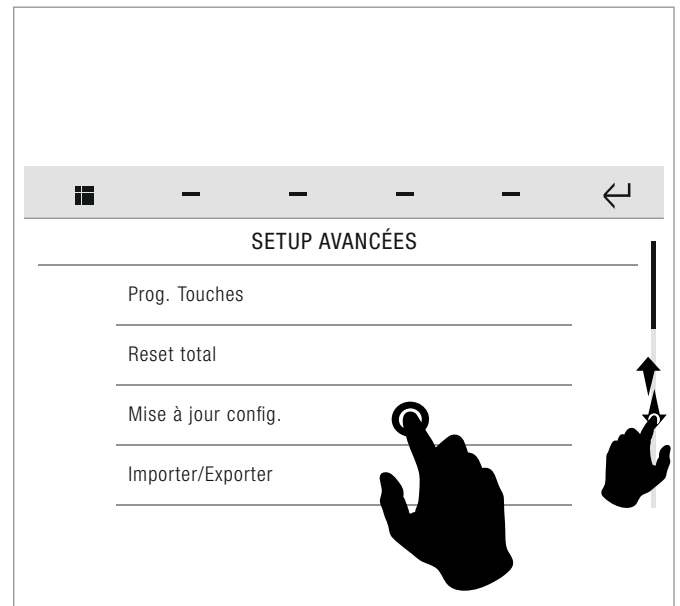 SETUP AVANCÉES
Prog. Touches
Reset total
Mise à jour config.
Importer/Exporter